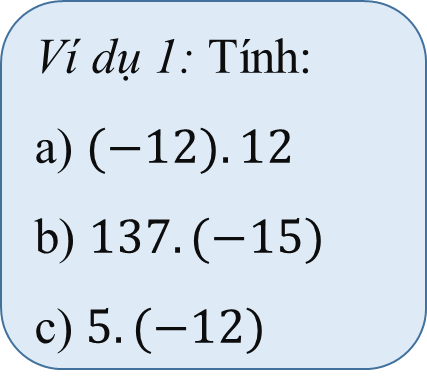 Ví dụ 1: Tính:
a) (−12). 12
b) 137. (−15)
c) 5. (−12)